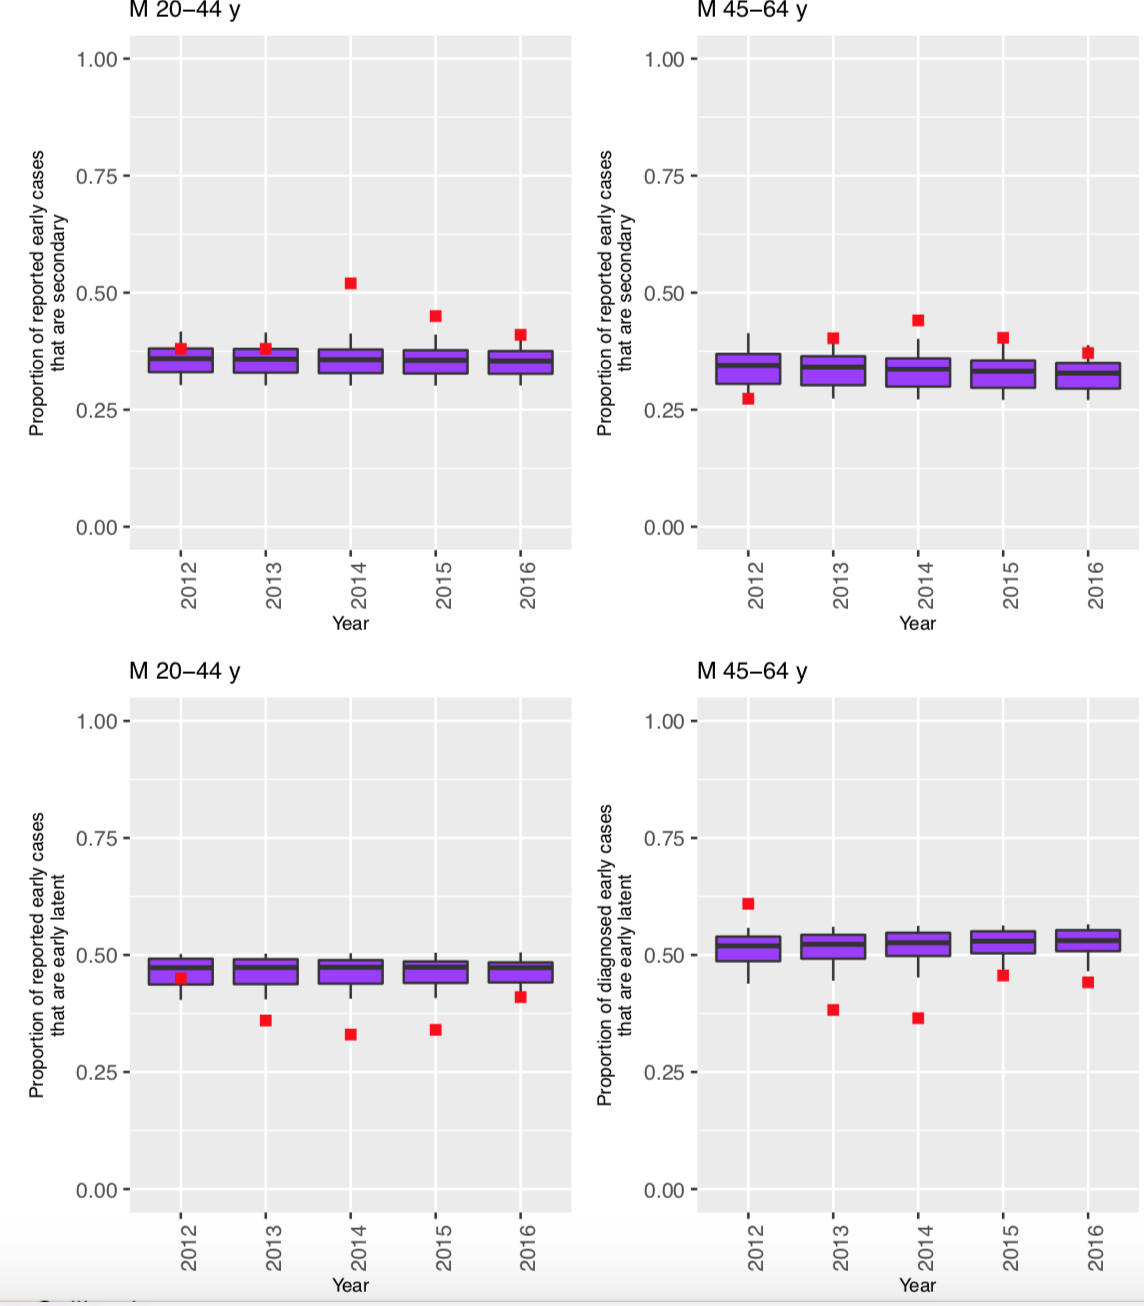 M 20−44 y
Proportion of reported early cases
that are secondary
1.00
0.75
0.50
0.25
0.00
2012
2013
2014
2015
2016
Year
M 45−64 y
Proportion of reported early cases
that are secondary
1.00
0.75
0.50
0.25
0.00
2012
2013
2014
2015
2016
Year
M 20−44 y
Proportion of reported early cases
that are early latent
1.00
0.75
0.50
0.25
0.00
2012
2013
2014
2015
2016
Year
M 45−64 y
Proportion of diagnosed early cases
that are early latent
1.00
0.75
0.50
0.25
0.00
2012
2013
2014
2015
2016
Year